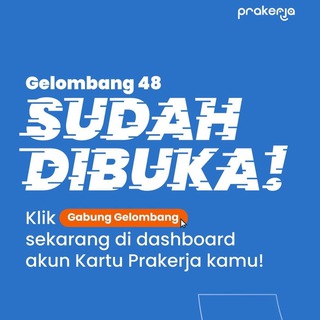 prakerja
Gelombang 48
SUDAH
DIBUKA!
Klik Gabung Gelombang
sekarang di dashboard
akun Kartu Prakerja kamu!